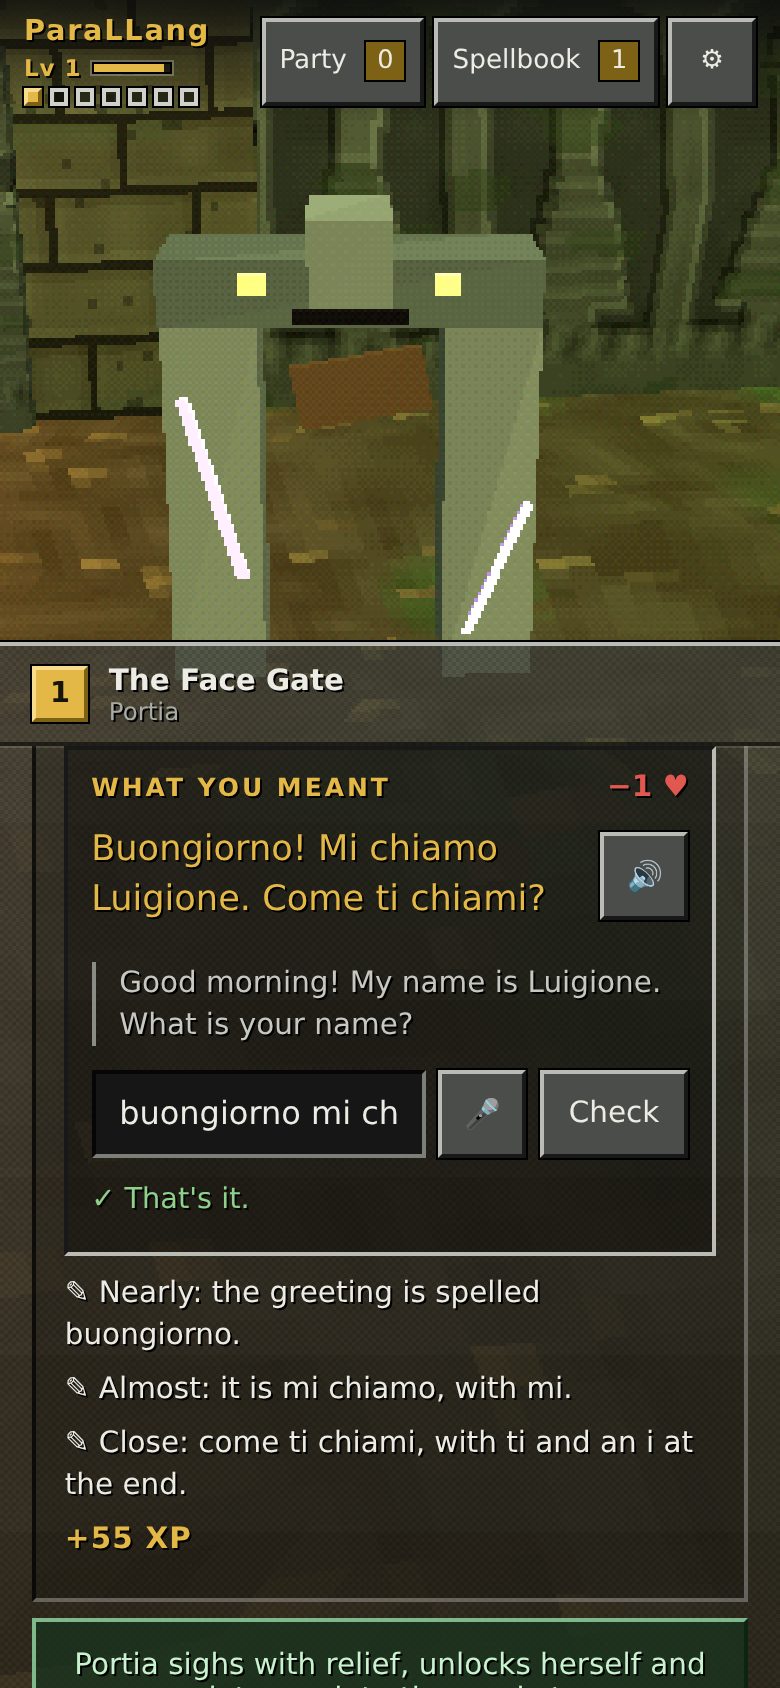 ParaLLang
Lv 1
Party 0
Spellbook 1
⚙
1
The Face Gate
Portia
WHAT YOU MEANT
−1 ♥
Buongiorno! Mi chiamo
Luigione. Come ti chiami?
Good morning! My name is Luigione.
What is your name?
buongiorno mi ch
Check
✓ That's it.
✎ Nearly: the greeting is spelled
buongiorno.
✎ Almost: it is mi chiamo, with mi.
✎ Close: come ti chiami, with ti and an i at
the end.
+55 XP
Portia sighs with relief, unlocks herself and